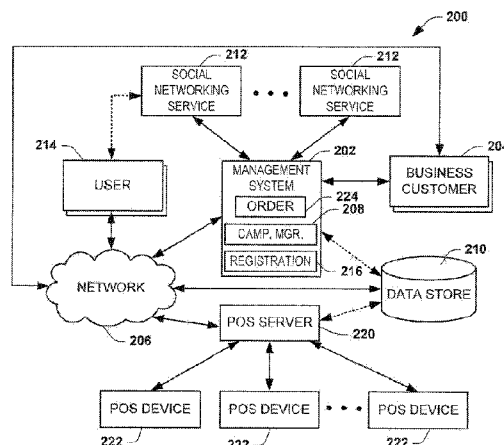 200
212 212
SOCIAL NETWORKING SERVICE
SOCIAL NETWORKING SERVICE
214 202 204
USER
MANAGEMENT SYSTEM
BUSINESS CUSTOMER
ORDER
224
208
CAMP. MGR.
REGISTRATION
216
210
NETWORK
DATA STORE
206
POS SERVER
220
POS DEVICE POS DEVICE POS DEVICE
222 222 222